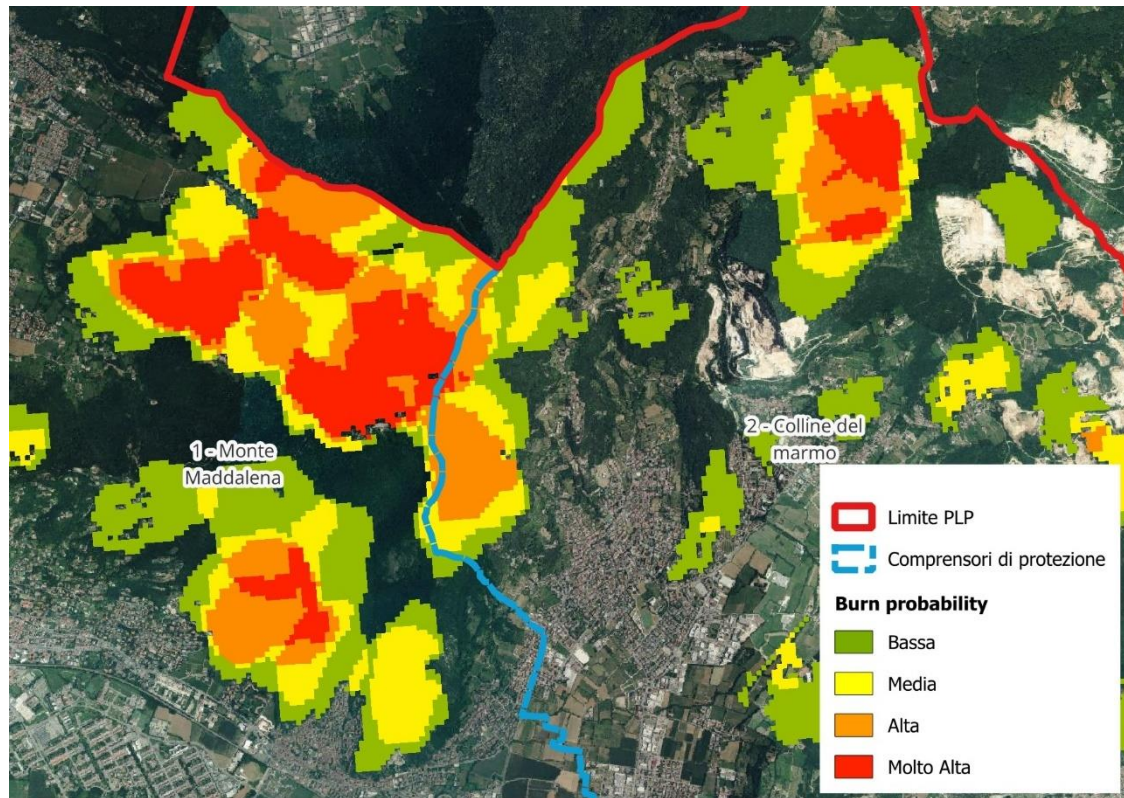 1 - Monte
Maddalena
2 - Colline del
marmo
Limite PLP
Comprensori di protezione
Burn probability
Bassa
Media
Alta
Molto Alta